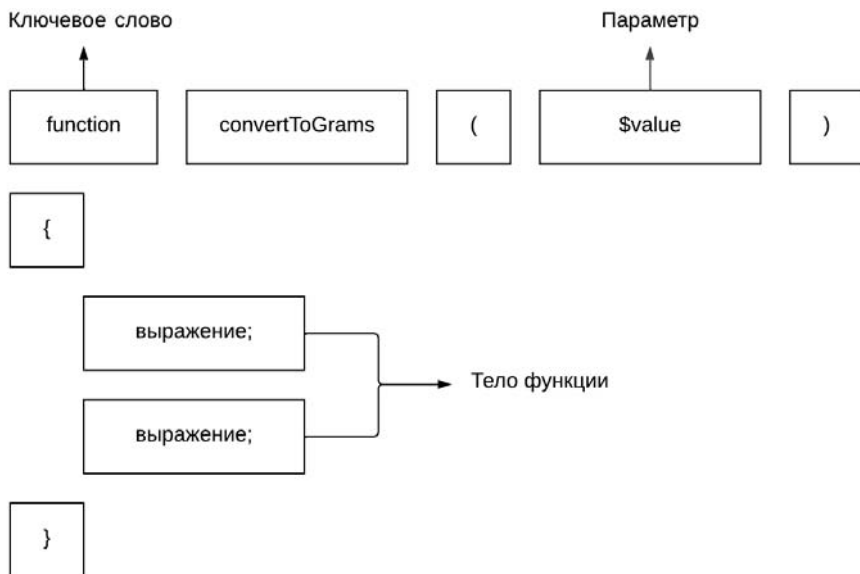 Ключевое слово Параметр
function convertToGrams ( $value )
{
выражение;
Тело функции
выражение;
}